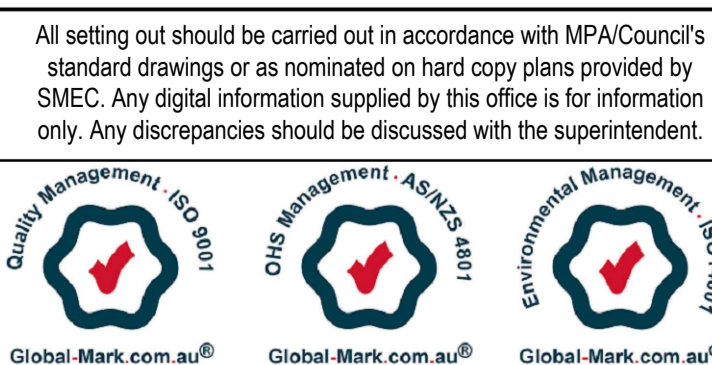 All setting out should be carried out in accordance with MPA/Council's
standard drawings or as nominated on hard copy plans provided by
SMEC. Any digital information supplied by this office is for information
only. Any discrepancies should be discussed with the superintendent.
Quality Management . ISO 9001
Global-Mark.com.au®
OHS Management . AS/NZS 4801
Global-Mark.com.au®
Environmental Management . ISO
Global-Mark.com.au